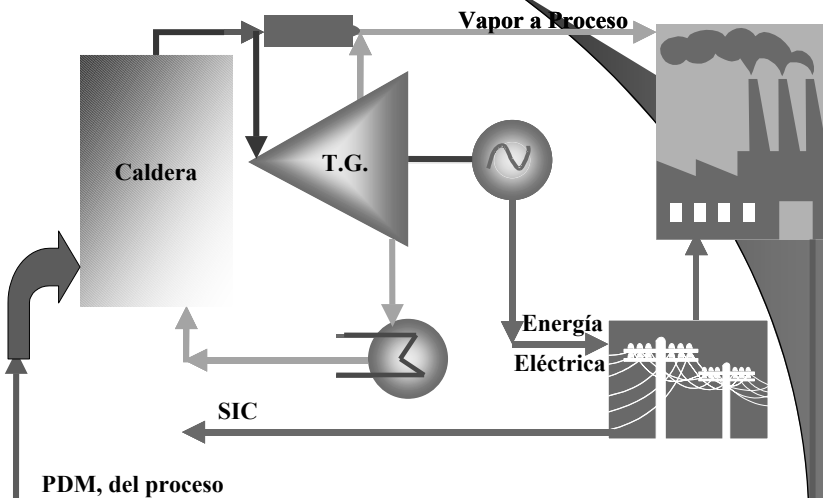 Vapor a Proceso
Caldera
T.G.
Energía
Eléctrica
SIC
PDM, del proceso